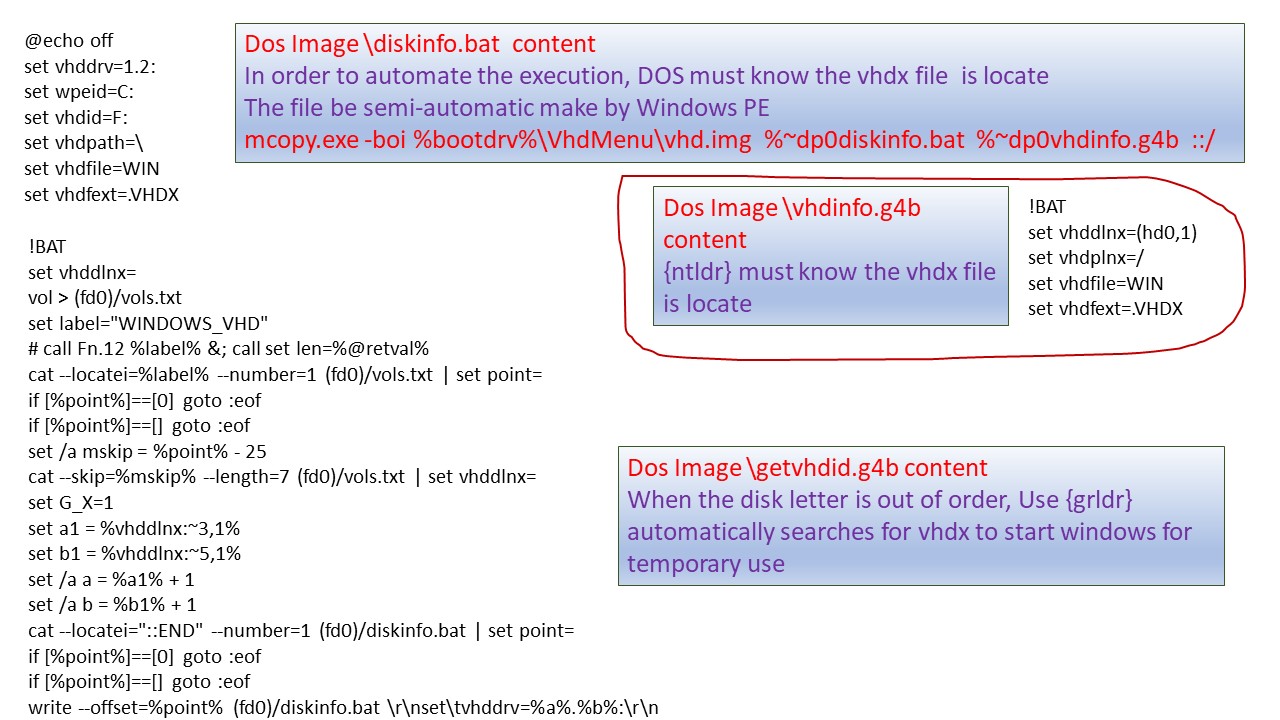 @echo off
set vhddrv=1.2:
set wpeid=C:
set vhdid=F:
set vhdpath=\
set vhdfile=WIN
set vhdfext=.VHDX
Dos Image \diskinfo.bat  content
In order to automate the execution, DOS must know the vhdx file  is locate
The file be semi-automatic make by Windows PE
mcopy.exe -boi %bootdrv%\VhdMenu\vhd.img  %~dp0diskinfo.bat  %~dp0vhdinfo.g4b  ::/
Dos Image \vhdinfo.g4b
content
{ntldr} must know the vhdx file
is locate
!BAT
set vhddlnx=(hd0,1)
set vhdplnx=/
set vhdfile=WIN
set vhdfext=.VHDX
!BAT
set vhddlnx=
vol > (fd0)/vols.txt
set label="WINDOWS_VHD"
# call Fn.12 %label% &; call set len=%@retval%
cat --locatei=%label% --number=1 (fd0)/vols.txt | set point=
if [%point%]==[0]  goto :eof
if [%point%]==[]  goto :eof
set /a mskip = %point% - 25
cat --skip=%mskip% --length=7 (fd0)/vols.txt | set vhddlnx=
set G_X=1
set a1 = %vhddlnx:~3,1%
set b1 = %vhddlnx:~5,1%
set /a a = %a1% + 1
set /a b = %b1% + 1
cat --locatei="::END" --number=1 (fd0)/diskinfo.bat | set point=
if [%point%]==[0]  goto :eof
if [%point%]==[]  goto :eof
write --offset=%point%  (fd0)/diskinfo.bat \r\nset\tvhddrv=%a%.%b%:\r\n
Dos Image \getvhdid.g4b content
When the disk letter is out of order, Use {grldr}
automatically searches for vhdx to start windows for
temporary use